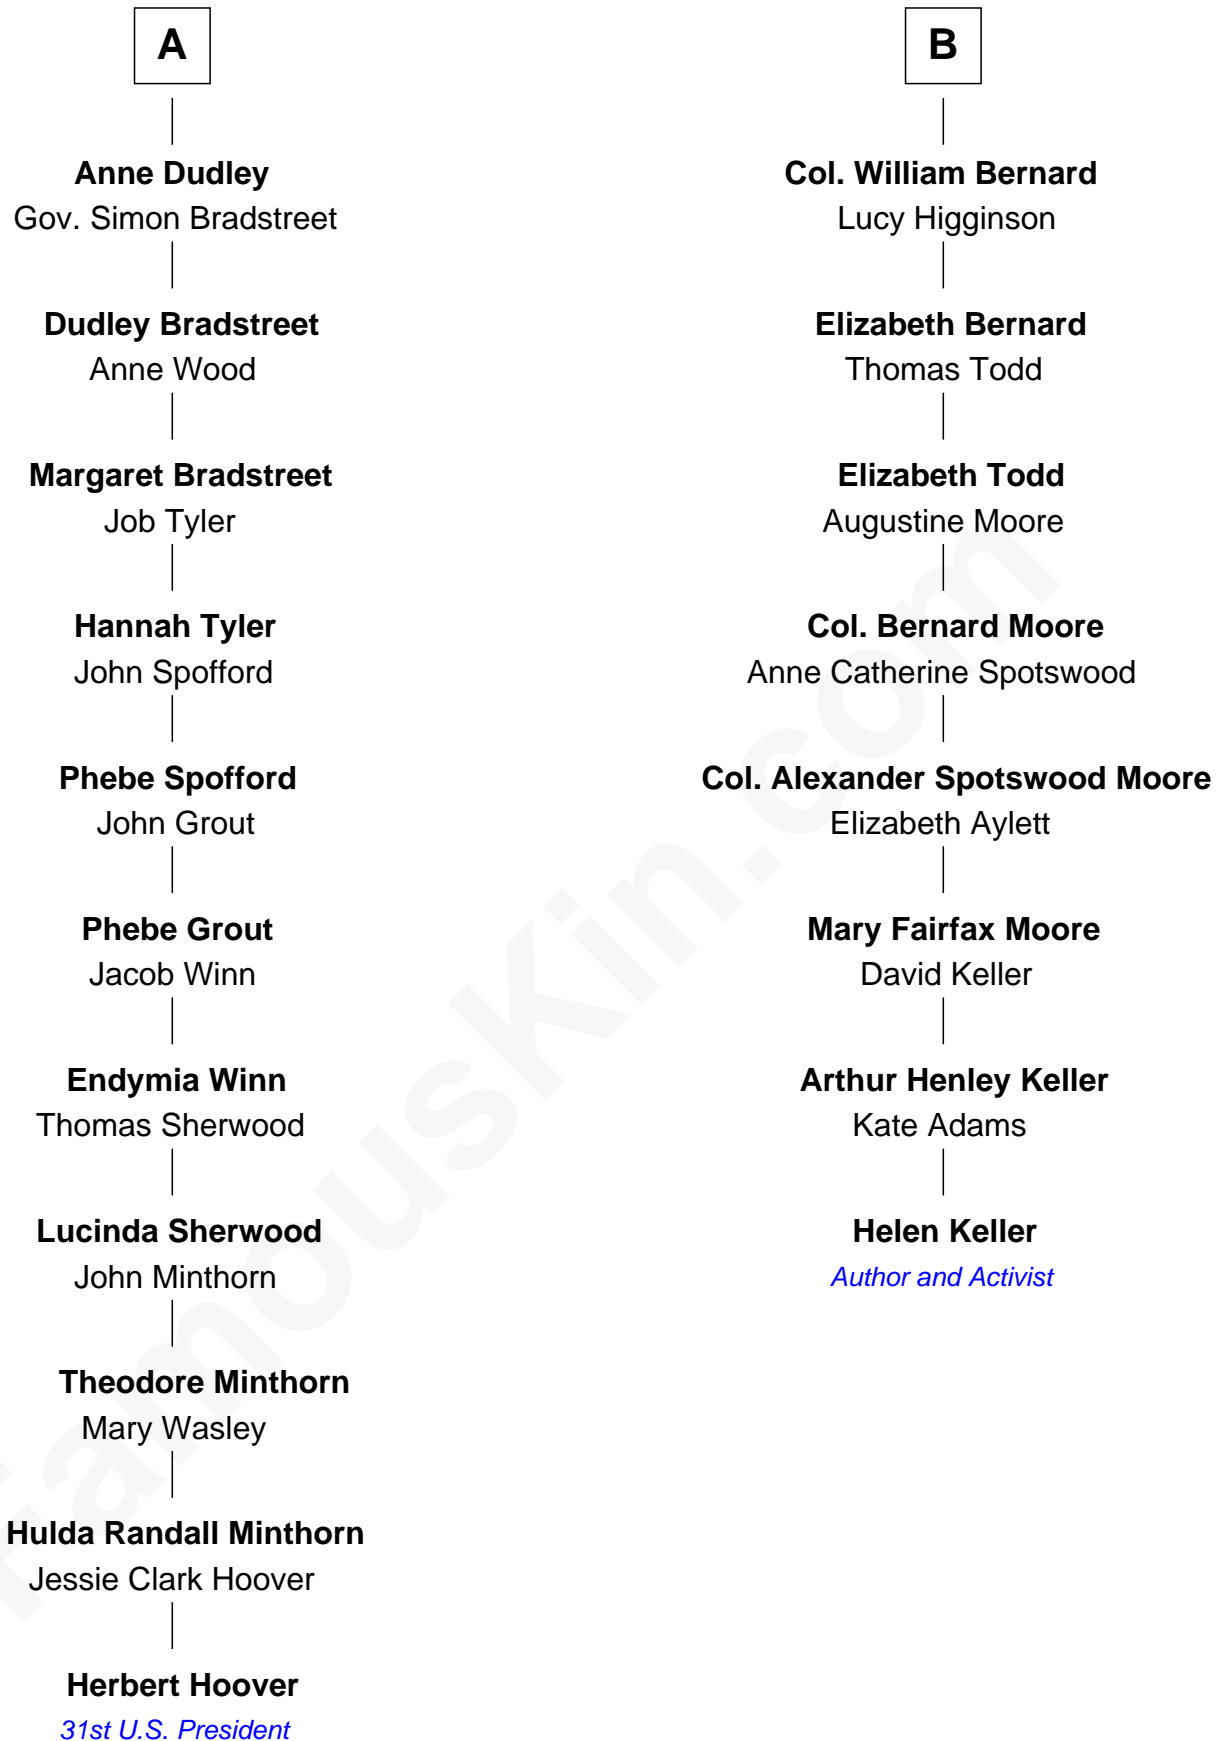 A
Anne Dudley
Gov. Simon Bradstreet
Dudley Bradstreet
Anne Wood
Margaret Bradstreet
Job Tyler
Hannah Tyler
John Spofford
Phebe Spofford
John Grout
Phebe Grout
Jacob Winn
Endymia Winn
Thomas Sherwood
Lucinda Sherwood
John Minthorn
Theodore Minthorn
Mary Wasley
Hulda Randall Minthorn
Jessie Clark Hoover
Herbert Hoover
31st U.S. President
B
Col. William Bernard
Lucy Higginson
Elizabeth Bernard
Thomas Todd
Elizabeth Todd
Augustine Moore
Col. Bernard Moore
Anne Catherine Spotswood
Col. Alexander Spotswood Moore
Elizabeth Aylett
Mary Fairfax Moore
David Keller
Arthur Henley Keller
Kate Adams
Helen Keller
Author and Activist
FamousKin.com